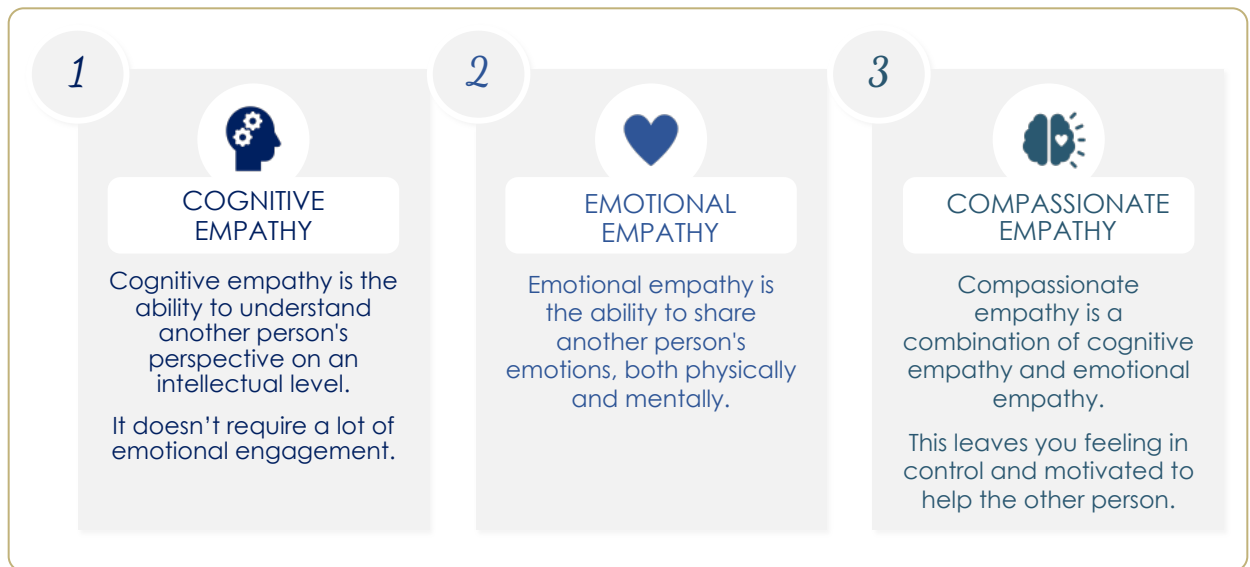 1
COGNITIVE
EMPATHY
Cognitive empathy is the
ability to understand
another person's
perspective on an
intellectual level.
It doesn’t require a lot of
emotional engagement.
2
EMOTIONAL
EMPATHY
Emotional empathy is
the ability to share
another person's
emotions, both physically
and mentally.
3
COMPASSIONATE
EMPATHY
Compassionate
empathy is a
combination of cognitive
empathy and emotional
empathy.
This leaves you feeling in
control and motivated to
help the other person.